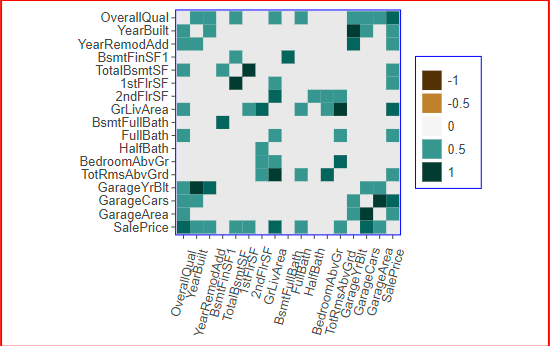 OverallQual
YearBuilt
YearRemodAdd
BsmtFinSF1
TotalBsmtSF
1stFlrSF
2ndFlrSF
GrLivArea
BsmtFullBath
FullBath
HalfBath
BedroomAbvGr
TotRmsAbvGrd
GarageYrBlt
GarageCars
GarageArea
SalePrice
-1
-0.5
0
0.5
1
OverallQual
YearBuilt
YearRemodAdd
BsmtFinSF1
TotalBsmtSF
1stFlrSF
2ndFlrSF
GrLivArea
BsmtFullBath
FullBath
HalfBath
BedroomAbvGr
TotRmsAbvGrd
GarageYrBlt
GarageCars
GarageArea
SalePrice